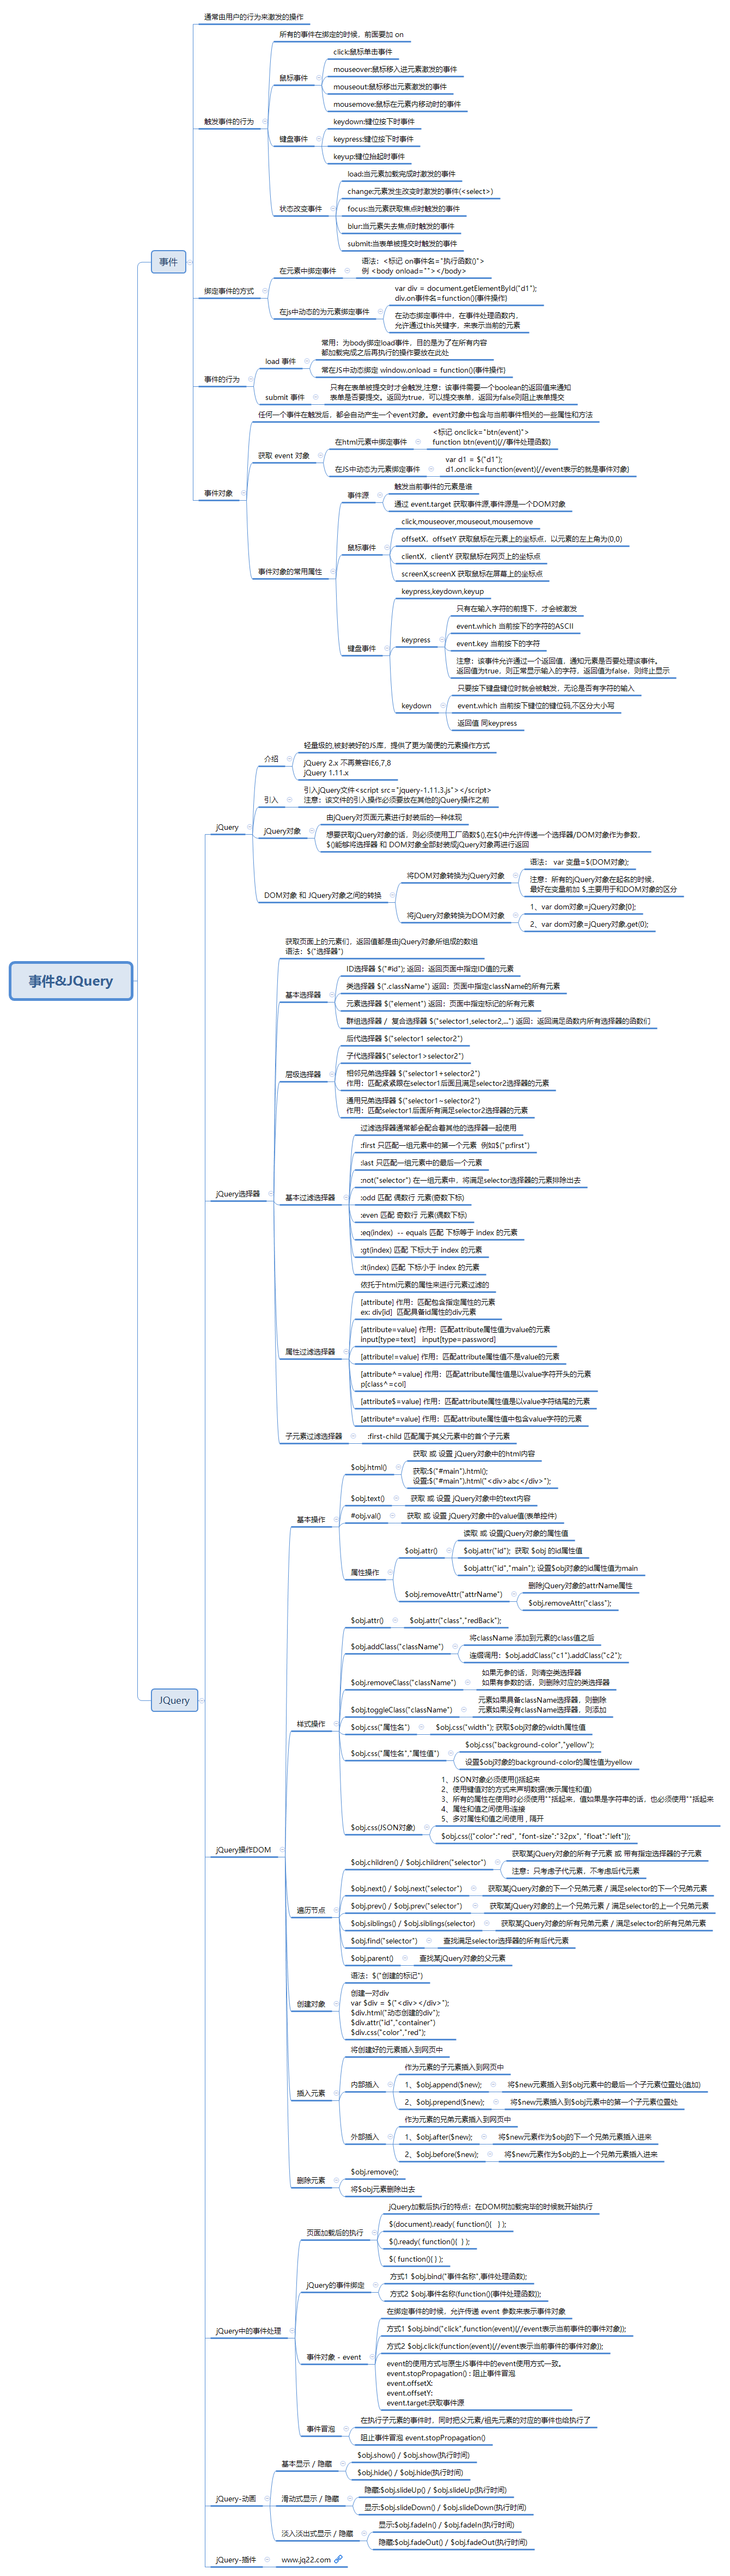 事件&JQuery
事件
通常由用户的行为来激发的操作
触发事件的行为
所有的事件在绑定的时候，前面要加 on
鼠标事件
click:鼠标单击事件
mouseover:鼠标移入进元素激发的事件
mouseout:鼠标移出元素激发的事件
mousemove:鼠标在元素内移动时的事件
键盘事件
keydown:键位按下时事件
keypress:键位按下时事件
keyup:键位抬起时事件
状态改变事件
load:当元素加载完成时激发的事件
change:元素发生改变时激发的事件(<select>)
focus:当元素获取焦点时触发的事件
blur:当元素失去焦点时触发的事件
submit:当表单被提交时触发的事件
绑定事件的方式
在元素中绑定事件
语法：<标记 on事件名="执行函数()">
例 <body onload=""></body>
在js中动态的为元素绑定事件
var div = document.getElementById("d1");
div.on事件名=function(){事件操作}
在动态绑定事件中，在事件处理函数内，
允许通过this关键字，来表示当前的元素
事件的行为
load 事件
常用：为body绑定load事件，目的是为了在所有内容
都加载完成之后再执行的操作要放在此处
常在JS中动态绑定 window.onload = function(){事件操作}
submit 事件
只有在表单被提交时才会触发,注意：该事件需要一个boolean的返回值来通知
表单是否要提交。返回为true，可以提交表单，返回为false则阻止表单提交
事件对象
任何一个事件在触发后，都会自动产生一个event对象。event对象中包含与当前事件相关的一些属性和方法
获取 event 对象
在html元素中绑定事件
<标记 onclick="btn(event)">
function btn(event){//事件处理函数}
在JS中动态为元素绑定事件
var d1 = $("d1");
d1.onclick=function(event){//event表示的就是事件对象}
事件对象的常用属性
事件源
触发当前事件的元素是谁
通过 event.target 获取事件源,事件源是一个DOM对象
鼠标事件
click,mouseover,mouseout,mousemove
offsetX，offsetY 获取鼠标在元素上的坐标点，以元素的左上角为(0,0)
clientX，clientY 获取鼠标在网页上的坐标点
screenX,screenX 获取鼠标在屏幕上的坐标点
键盘事件
keypress,keydown,keyup
keypress
只有在输入字符的前提下，才会被激发
event.which 当前按下的字符的ASCII
event.key 当前按下的字符
注意：该事件允许通过一个返回值，通知元素是否要处理该事件。
返回值为true，则正常显示输入的字符，返回值为false，则终止显示
keydown
只要按下键盘键位时就会被触发，无论是否有字符的输入
event.which 当前按下键位的键位码,不区分大小写
返回值 同keypress
JQuery
jQuery
介绍
轻量级的,被封装好的JS库，提供了更为简便的元素操作方式
jQuery 2.x 不再兼容IE6,7,8
jQuery 1.11.x
引入
引入jQuery文件<script src="jquery-1.11.3.js"></script>
注意：该文件的引入操作必须要放在其他的jQuery操作之前
jQuery对象
由jQuery对页面元素进行封装后的一种体现
想要获取jQuery对象的话，则必须使用工厂函数$(),在$()中允许传递一个选择器/DOM对象作为参数，
$()能够将选择器 和 DOM对象全部封装成jQuery对象再进行返回
DOM对象 和 JQuery对象之间的转换
将DOM对象转换为jQuery对象
语法： var 变量=$(DOM对象);
注意：所有的jQuery对象在起名的时候，
最好在变量前加 $,主要用于和DOM对象的区分
将jQuery对象转换为DOM对象
1、var dom对象=jQuery对象[0];
2、var dom对象=jQuery对象.get(0);
jQuery选择器
获取页面上的元素们，返回值都是由jQuery对象所组成的数组
语法：$("选择器")
基本选择器
ID选择器 $("#id"); 返回：返回页面中指定ID值的元素
类选择器 $(".className") 返回：页面中指定className的所有元素
元素选择器 $("element") 返回：页面中指定标记的所有元素
群组选择器 / 复合选择器 $("selector1,selector2,...") 返回：返回满足函数内所有选择器的函数们
层级选择器
后代选择器 $("selector1 selector2")
子代选择器$("selector1>selector2")
相邻兄弟选择器 $("selector1+selector2")
作用：匹配紧紧跟在selector1后面且满足selector2选择器的元素
通用兄弟选择器 $("selector1~selector2")
作用：匹配selector1后面所有满足selector2选择器的元素
基本过滤选择器
过滤选择器通常都会配合着其他的选择器一起使用
:first 只匹配一组元素中的第一个元素 例如$("p:first")
:last 只匹配一组元素中的最后一个元素
:not("selector") 在一组元素中，将满足selector选择器的元素排除出去
:odd 匹配 偶数行 元素(奇数下标)
:even 匹配 奇数行 元素(偶数下标)
:eq(index) -- equals 匹配 下标等于 index 的元素
:gt(index) 匹配 下标大于 index 的元素
:lt(index) 匹配 下标小于 index 的元素
属性过滤选择器
依托于html元素的属性来进行元素过滤的
[attribute] 作用：匹配包含指定属性的元素
ex: div[id] 匹配具备id属性的div元素
[attribute=value] 作用：匹配attribute属性值为value的元素
input[type=text] input[type=password]
[attribute!=value] 作用：匹配attribute属性值不是value的元素
[attribute^=value] 作用：匹配attribute属性值是以value字符开头的元素
p[class^=col]
[attribute$=value] 作用：匹配attribute属性值是以value字符结尾的元素
[attribute*=value] 作用：匹配attribute属性值中包含value字符的元素
子元素过滤选择器
:first-child 匹配属于其父元素中的首个子元素
jQuery操作DOM
基本操作
$obj.html()
获取 或 设置 jQuery对象中的html内容
获取:$("#main").html();
设置:$("#main").html("<div>abc</div>");
$obj.text()
获取 或 设置 jQuery对象中的text内容
#obj.val()
获取 或 设置 jQuery对象中的value值(表单控件)
属性操作
$obj.attr()
读取 或 设置jQuery对象的属性值
$obj.attr("id"); 获取 $obj 的id属性值
$obj.attr("id","main"); 设置$obj对象的id属性值为main
$obj.removeAttr("attrName")
删除jQuery对象的attrName属性
$obj.removeAttr("class");
样式操作
$obj.attr()
$obj.attr("class","redBack");
$obj.addClass("className")
将className 添加到元素的class值之后
连缀调用：$obj.addClass("c1").addClass("c2");
$obj.removeClass("className")
如果无参的话，则清空类选择器
如果有参数的话，则删除对应的类选择器
$obj.toggleClass("className")
元素如果具备className选择器，则删除
元素如果没有className选择器，则添加
$obj.css("属性名")
$obj.css("width"); 获取$obj对象的width属性值
$obj.css("属性名","属性值")
$obj.css("background-color","yellow");
设置$obj对象的background-color的属性值为yellow
$obj.css(JSON对象)
1、JSON对象必须使用{}括起来
2、使用键值对的方式来声明数据(表示属性和值)
3、所有的属性在使用时必须使用""括起来，值如果是字符串的话，也必须使用""括起来
4、属性和值之间使用:连接
5、多对属性和值之间使用 , 隔开
$obj.css({"color":"red", "font-size":"32px", "float":"left"});
遍历节点
$obj.children() / $obj.children("selector")
获取某jQuery对象的所有子元素 或 带有指定选择器的子元素
注意：只考虑子代元素，不考虑后代元素
$obj.next() / $obj.next("selector")
获取某jQuery对象的下一个兄弟元素 / 满足selector的下一个兄弟元素
$obj.prev() / $obj.prev("selector")
获取某jQuery对象的上一个兄弟元素 / 满足selector的上一个兄弟元素
$obj.siblings() / $obj.siblings(selector)
获取某jQuery对象的所有兄弟元素 / 满足selector的所有兄弟元素
$obj.find("selector")
查找满足selector选择器的所有后代元素
$obj.parent()
查找某jQuery对象的父元素
创建对象
语法：$("创建的标记")
创建一对div
var $div = $("<div></div>");
$div.html("动态创建的div");
$div.attr("id","container")
$div.css("color","red");
插入元素
将创建好的元素插入到网页中
内部插入
作为元素的子元素插入到网页中
1、$obj.append($new);
将$new元素插入到$obj元素中的最后一个子元素位置处(追加)
2、$obj.prepend($new);
将$new元素插入到$obj元素中的第一个子元素位置处
外部插入
作为元素的兄弟元素插入到网页中
1、$obj.after($new);
将$new元素作为$obj的下一个兄弟元素插入进来
2、$obj.before($new);
将$new元素作为$obj的上一个兄弟元素插入进来
删除元素
$obj.remove();
将$obj元素删除出去
jQuery中的事件处理
页面加载后的执行
jQuery加载后执行的特点：在DOM树加载完毕的时候就开始执行
$(document).ready( function(){ } );
$().ready( function(){ } );
$( function(){ } );
jQuery的事件绑定
方式1 $obj.bind("事件名称",事件处理函数);
方式2 $obj.事件名称(function(){事件处理函数});
事件对象 - event
在绑定事件的时候，允许传递 event 参数来表示事件对象
方式1 $obj.bind("click",function(event){//event表示当前事件的事件对象});
方式2 $obj.click(function(event){//event表示当前事件的事件对象});
event的使用方式与原生JS事件中的event使用方式一致。
event.stopPropagation() : 阻止事件冒泡
event.offsetX:
event.offsetY:
event.target:获取事件源
事件冒泡
在执行子元素的事件时，同时把父元素/祖先元素的对应的事件也给执行了
阻止事件冒泡 event.stopPropagation()
jQuery-动画
基本显示 / 隐藏
$obj.show() / $obj.show(执行时间)
$obj.hide() / $obj.hide(执行时间)
滑动式显示 / 隐藏
隐藏:$obj.slideUp() / $obj.slideUp(执行时间)
显示:$obj.slideDown() / $obj.slideDown(执行时间)
淡入淡出式显示 / 隐藏
显示:$obj.fadeIn() / $obj.fadeIn(执行时间)
隐藏:$obj.fadeOut() / $obj.fadeOut(执行时间)
jQuery-插件
www.jq22.com